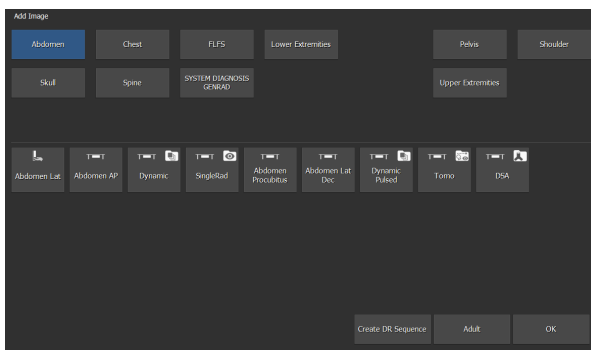 Add Image
Abdomen
Chest
FLFS
Lower Extremities
Pelvis
Shoulder
Skull
Spine
SYSTEM DIAGNOSIS
GENRAD
Upper Extremities
Abdomen Lat
Abdomen AP
Dynamic
SingleRad
Abdomen
Procubitus
Abdomen Lat
Dec
Dynamic
Pulsed
Tomo
DSA
Create DR Sequence
Adult
OK